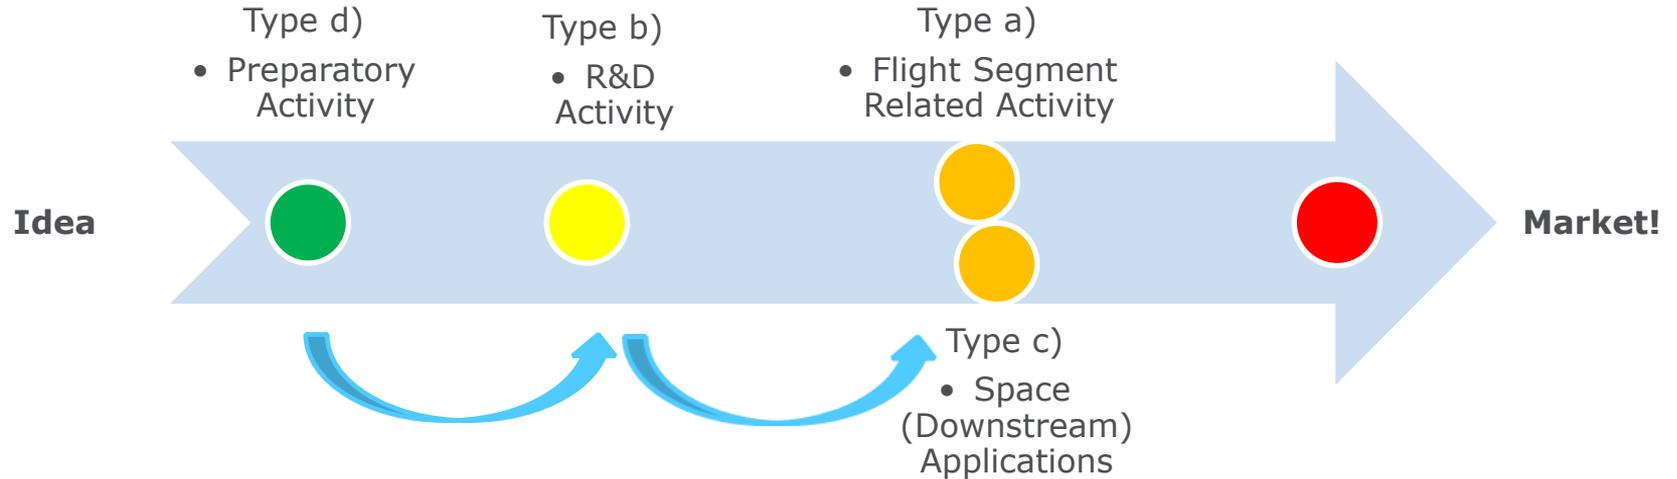 Type d)
• Preparatory
Activity
Type b)
• R&D
Activity
Type a)
• Flight Segment
Related Activity
Idea
Market!
Type c)
• Space
(Downstream)
Applications